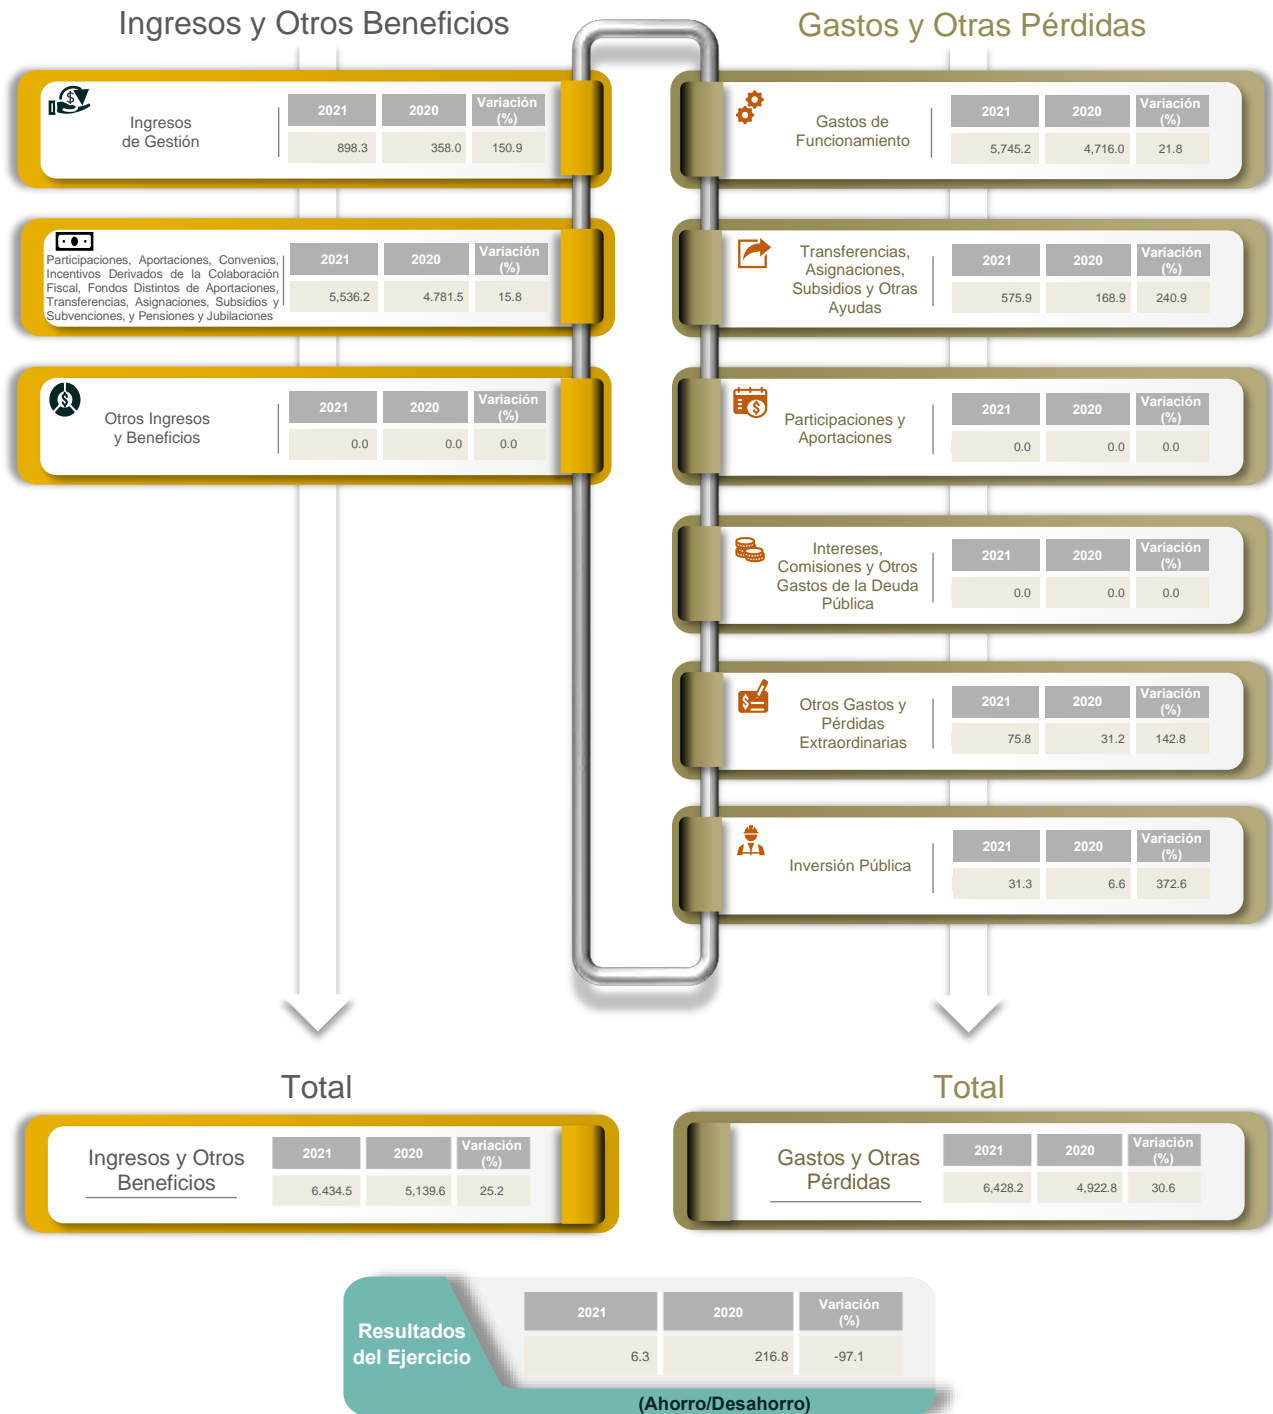 Ingresos y Otros Beneficios
Ingresos
de Gestión
2021 2020 Variación (%)
898.3 358.0 150.9
Participaciones, Aportaciones, Convenios,
Incentivos Derivados de la Colaboración
Fiscal, Fondos Distintos de Aportaciones,
Transferencias, Asignaciones, Subsidios y
Subvenciones, y Pensiones y Jubilaciones
2021 2020 Variación (%)
5,536.2 4.781.5 15.8
Otros Ingresos
y Beneficios
2021 2020 Variación (%)
0.0 0.0 0.0
Gastos y Otras Pérdidas
Gastos de
Funcionamiento
2021 2020 Variación (%)
5,745.2 4,716.0 21.8
Transferencias,
Asignaciones,
Subsidios y Otras
Ayudas
2021 2020 Variación (%)
575.9 168.9 240.9
Participaciones y
Aportaciones
2021 2020 Variación (%)
0.0 0.0 0.0
Intereses,
Comisiones y Otros
Gastos de la Deuda
Pública
2021 2020 Variación (%)
0.0 0.0 0.0
Otros Gastos y
Pérdidas
Extraordinarias
2021 2020 Variación (%)
75.8 31.2 142.8
Inversión Pública
2021 2020 Variación (%)
31.3 6.6 372.6
Total
Ingresos y Otros
Beneficios
2021 2020 Variación (%)
6.434.5 5,139.6 25.2
Total
Gastos y Otras
Pérdidas
2021 2020 Variación (%)
6,428.2 4,922.8 30.6
Resultados
del Ejercicio
2021 2020 Variación (%)
6.3 216.8 -97.1
(Ahorro/Desahorro)